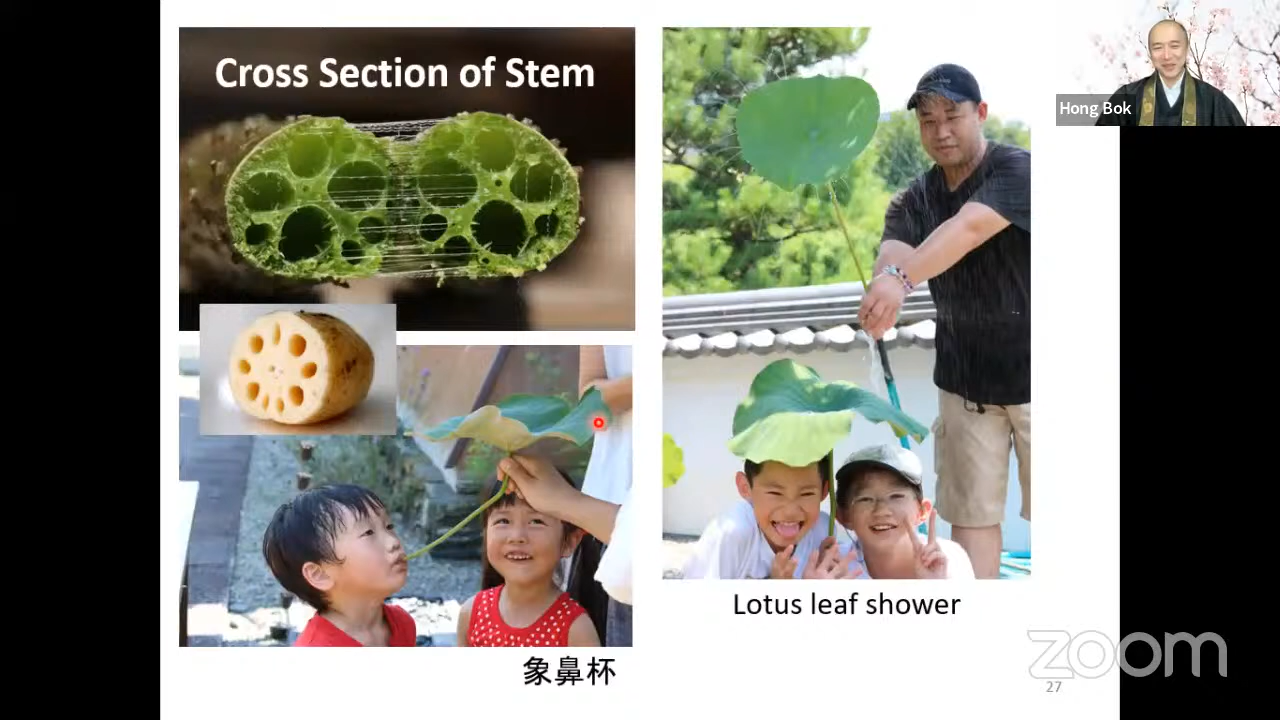 Cross Section of Stem
Hong Bok
Lotus leaf shower
象鼻杯
zoom
27